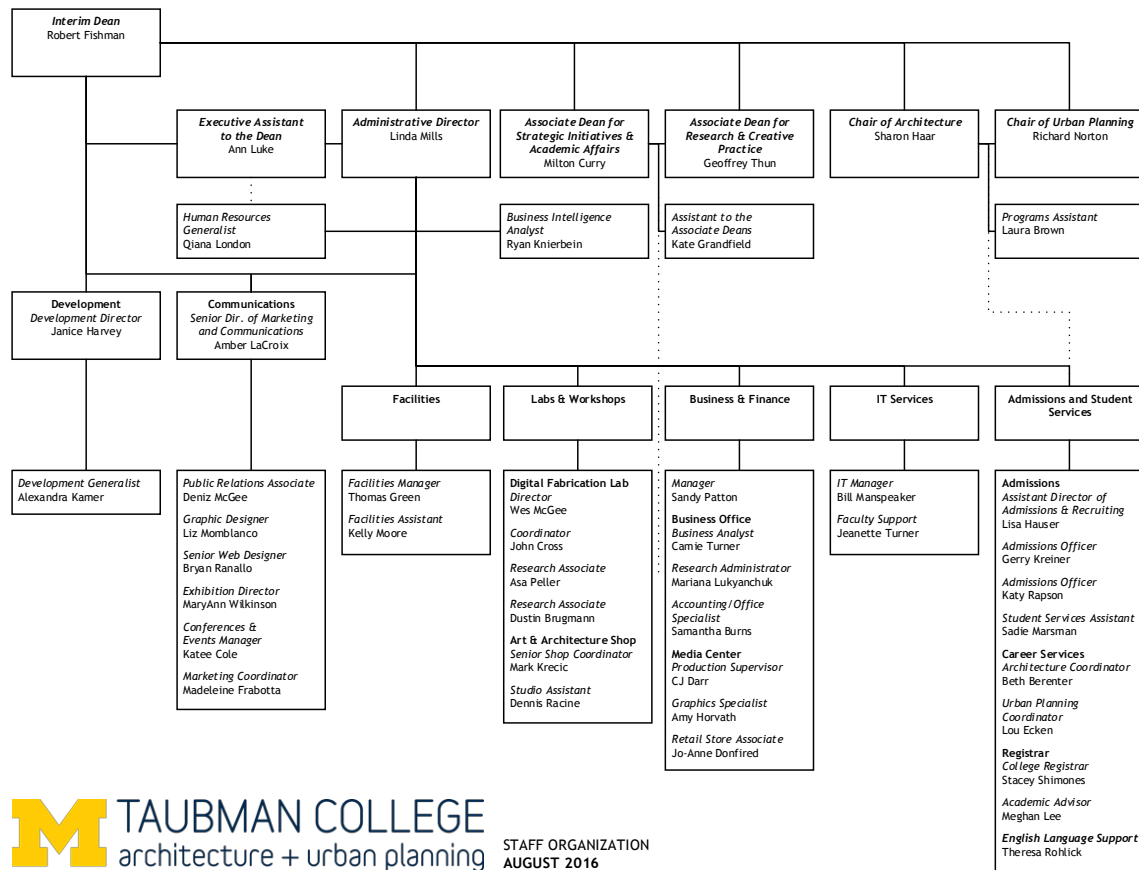 Interim Dean
Robert Fishman
Executive Assistant
to the Dean
Ann Luke
Administrative Director
Linda Mills
Associate Dean for
Strategic Initiatives &
Academic Affairs
Milton Curry
Associate Dean for
Research & Creative
Practice
Geoffrey Thun
Chair of Architecture
Sharon Haar
Chair of Urban Planning
Richard Norton
Human Resources
Generalist
Qiana London
Business Intelligence
Analyst
Ryan Knierbein
Assistant to the
Associate Deans
Kate Grandfield
Programs Assistant
Laura Brown
Development
Development Director
Janice Harvey
Communications
Senior Dir. of Marketing
and Communications
Amber LaCroix
Facilities
Labs & Workshops
Business & Finance
IT Services
Admissions and Student
Services
Development Generalist
Alexandra Kamer
Public Relations Associate
Deniz McGee
Graphic Designer
Liz Momblanco
Senior Web Designer
Bryan Ranallo
Exhibition Director
MaryAnn Wilkinson
Conferences &
Events Manager
Katee Cole
Marketing Coordinator
Madeleine Frabotta
Facilities Manager
Thomas Green
Facilities Assistant
Kelly Moore
Digital Fabrication Lab
Director
Wes McGee
Coordinator
John Cross
Research Associate
Asa Peller
Research Associate
Dustin Brugmann
Art & Architecture Shop
Senior Shop Coordinator
Mark Krecic
Studio Assistant
Dennis Racine
Manager
Sandy Patton
Business Office
Business Analyst
Camie Turner
Research Administrator
Mariana Lukyanchuk
Accounting/Office
Specialist
Samantha Burns
Media Center
Production Supervisor
CJ Darr
Graphics Specialist
Amy Horvath
Retail Store Associate
Jo-Anne Donfired
IT Manager
Bill Manspeaker
Faculty Support
Jeanette Turner
Admissions
Assistant Director of
Admissions & Recruiting
Lisa Hauser
Admissions Officer
Gerry Kreiner
Admissions Officer
Katy Rapson
Student Services Assistant
Sadie Marsman
Career Services
Architecture Coordinator
Beth Berenter
Urban Planning
Coordinator
Lou Ecken
Registrar
College Registrar
Stacey Shimones
Academic Advisor
Meghan Lee
English Language Support
Theresa Rohlick
M
TAUBMAN COLLEGE
architecture + urban planning
STAFF ORGANIZATION
AUGUST 2016